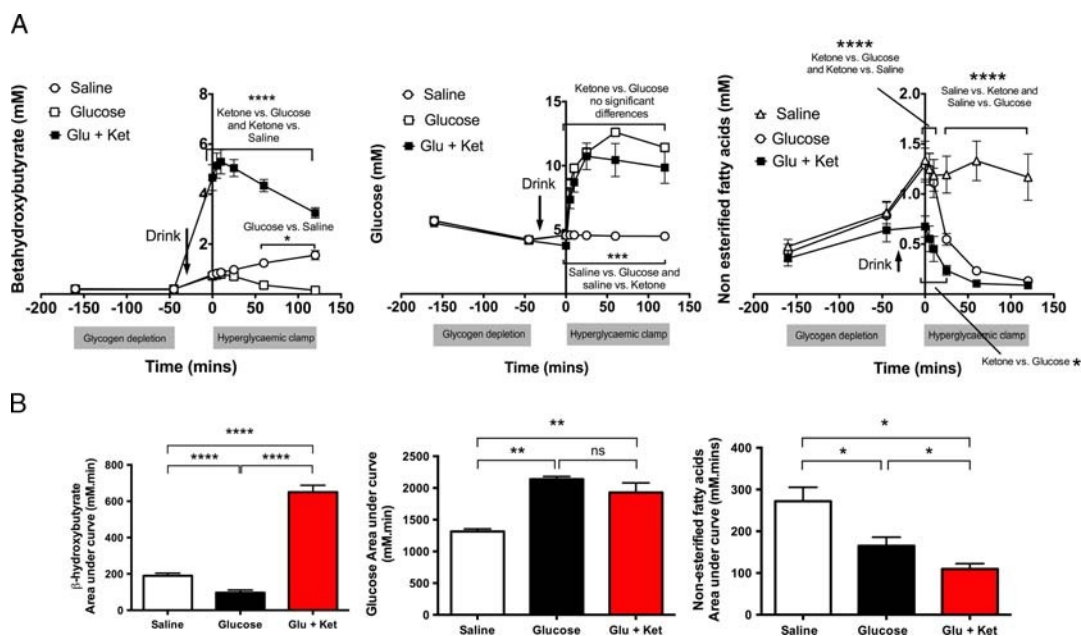 A
Betahydroxybutyrate (mM)
Saline
Glucose
Glu + Ket
8
6
4
2
****
Ketone vs. Glucose
and Ketone vs.
Saline
Drink
Glucose vs. Saline
*
-200 -150 -100 -50 0 50 100 150
Glycogen depletion
Hyperglycaemic clamp
Time (mins)
Glucose (mM)
Saline
Glucose
Glu + Ket
15
10
5
Ketone vs. Glucose
no significant
differences
Drink
***
Saline vs. Glucose and
saline vs. Ketone
-200 -150 -100 -50 0 50 100 150
Glycogen depletion
Hyperglycaemic clamp
Time (mins)
Non esterified fatty acids (mM)
****
Ketone vs. Glucose
and Ketone vs. Saline
Saline
Glucose
Glu + Ket
2.0
1.5
1.0
0.5
****
Saline vs. Ketone and
Saline vs. Glucose
Drink
-200 -150 -100 -50 0 50 100 150
Glycogen depletion
Hyperglycaemic clamp
Time (mins)
Ketone vs. Glucose *
B
β-hydroxybutyrate
Area under curve (mM.min)
800
600
400
200
0
****
**** ****
Saline Glucose Glu + Ket
Glucose Area under curve
(mM.min)
2500
2000
1500
1000
500
0
**
** ns
Saline Glucose Glu + Ket
Non-esterified fatty acids
Area under curve (mM.mins)
400
300
200
100
0
*
* *
Saline Glucose Glu + Ket